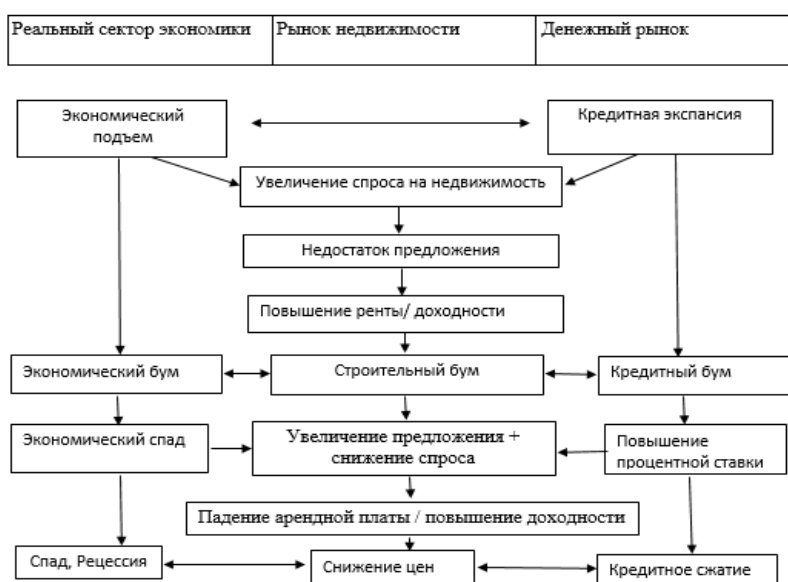 Реальный сектор экономики
Рынок недвижимости
Денежный рынок
Экономический
подъем
Кредитная экспансия
Увеличение спроса на недвижимость
Недостаток предложения
Повышение ренты/ доходности
Экономический бум
Строительный бум
Кредитный бум
Экономический спад
Увеличение предложения +
снижение спроса
Повышение
процентной ставки
Падение арендной платы / повышение доходности
Спад, Рецессия
Снижение цен
Кредитное сжатие